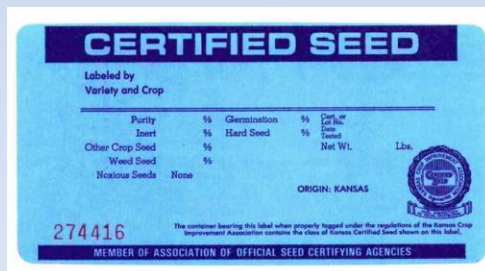 CERTIFIED SEED
Labeled by
Variety and Crop
Purity % Germination % Cert. or Lot No.
Inert % Hard Seed % Date Tested
Other Crop Seed % Net Wt. Lbs.
Weed Seed %
Noxious Seeds None
ORIGIN: KANSAS
CERTIFIED SEED
274416
The container bearing this label when properly tagged under the regulations of the Kansas Crop
Improvement Association contains the class of Kansas Certified Seed shown on this label.
MEMBER OF ASSOCIATION OF OFFICIAL SEED CERTIFYING AGENCIES